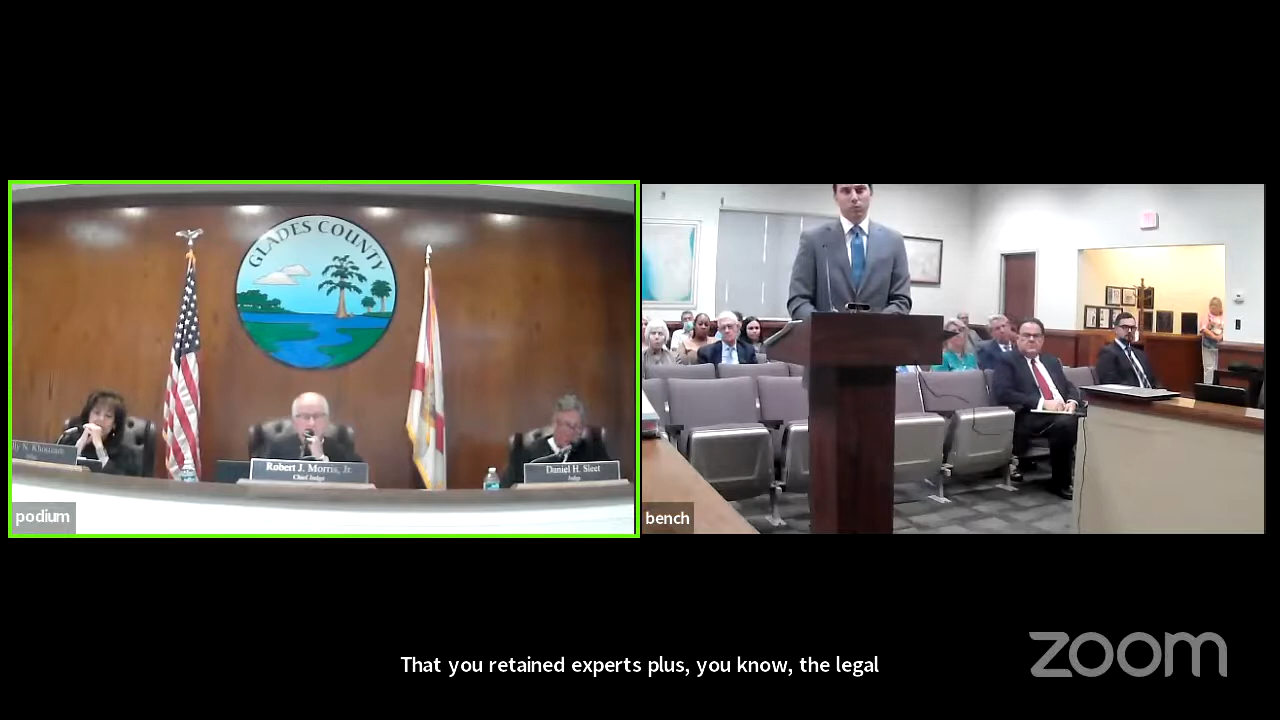 GLADES COUNTY
Robert J. Morris, Jr.
Chief Judge
Daniel H. Sleet
Judge
podium
bench
That you retained experts plus, you know, the legal
zoom